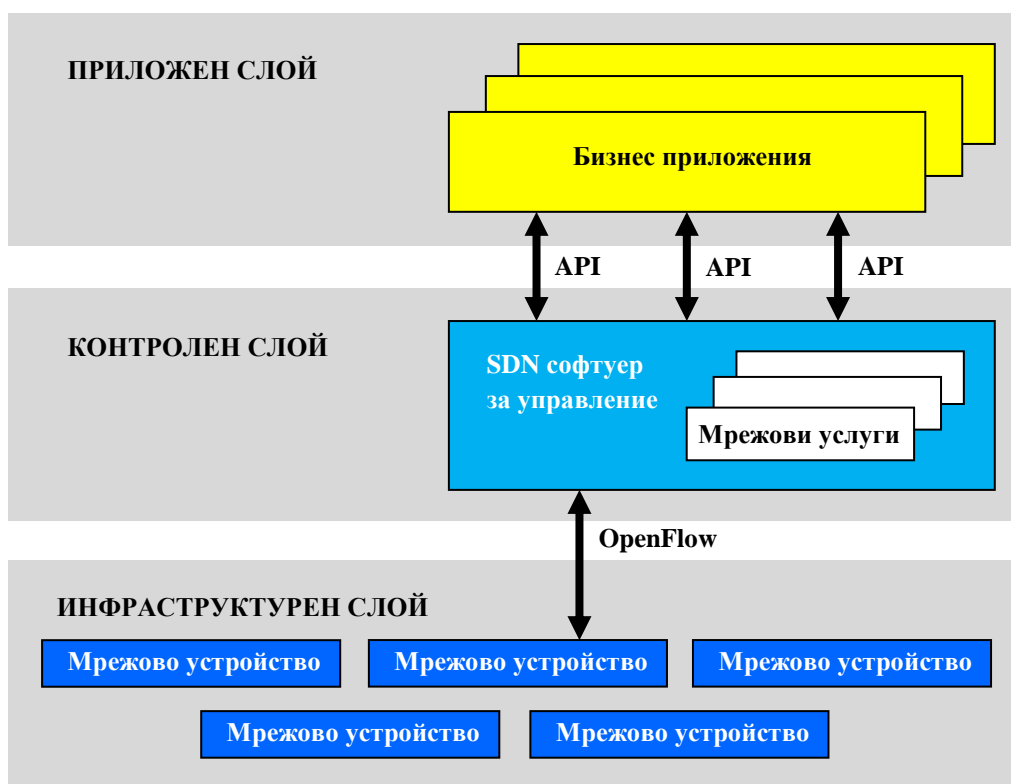 ПРИЛОЖЕН СЛОЙ
Бизнес приложения
API
API
API
КОНТРОЛЕН СЛОЙ
SDN софтуер
за управление
Мрежови услуги
OpenFlow
ИНФРАСТРУКТУРЕН СЛОЙ
Мрежово устройство
Мрежово устройство
Мрежово устройство
Мрежово устройство
Мрежово устройство